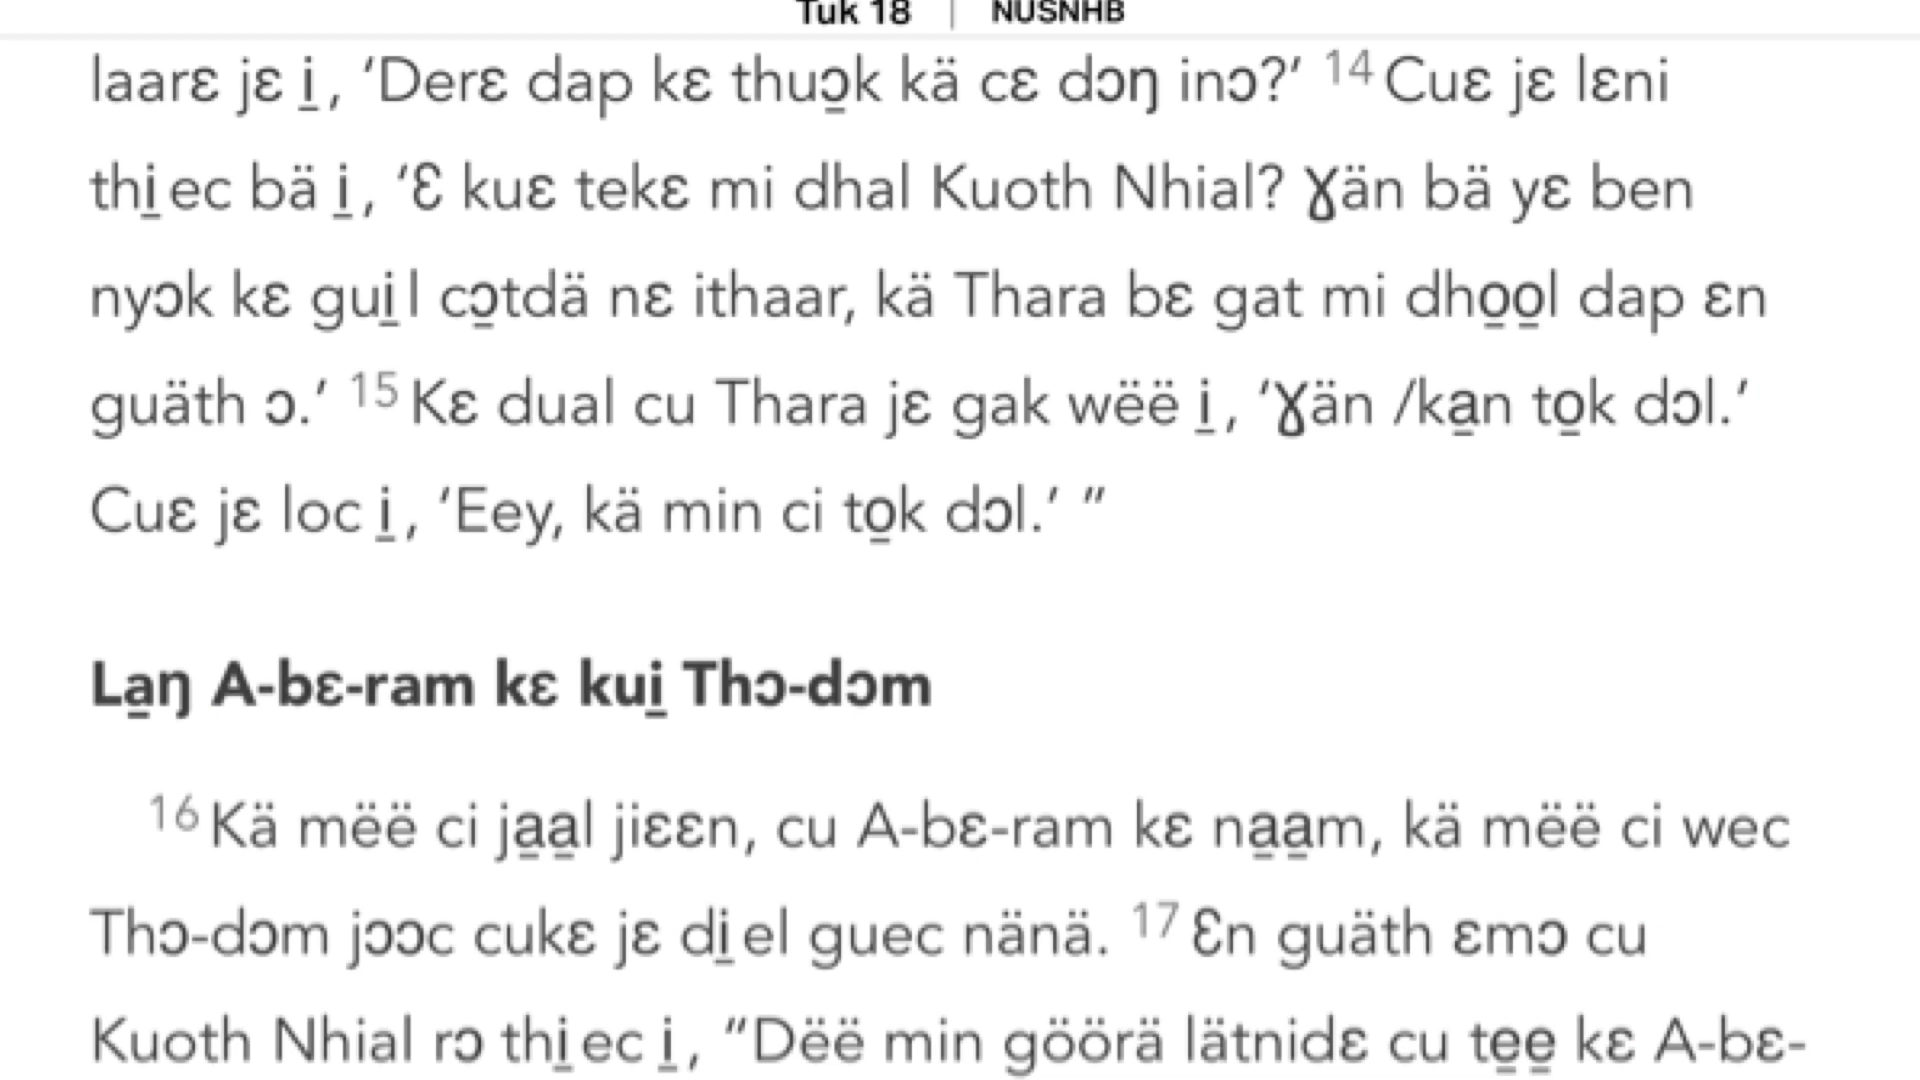 Tuk 18 | NUSNHB
laarɛ jɛ i̱, ‘Derɛ dap kɛ thuɔ̱k kä cɛ dɔŋ inɔ?’ 14 Cuɛ jɛ lɛni
thi̱ec bä i̱, ‘Ɛ kuɛ tekɛ mi dhal Kuoth Nhial? Ɣän bä yɛ ben
nyɔk kɛ gui̱l cɔ̱tdä nɛ ithaar, kä Thara bɛ gat mi dho̱o̱l dap ɛn
guäth ɔ.’ 15 Kɛ dual cu Thara jɛ gak wëë i̱, ‘Ɣän /ka̱n to̱k dɔl.’
Cuɛ jɛ loc i̱, ‘Eey, kä min ci to̱k dɔl.’ ”
La̱ŋ A-bɛ-ram kɛ kui̱ Thɔ-dɔm
16 Kä mëë ci ja̱a̱l jiɛɛn, cu A-bɛ-ram kɛ na̱a̱m, kä mëë ci wec
Thɔ-dɔm jɔɔc cukɛ jɛ di̱el guec nänä. 17 Ɛn guäth ɛmɔ cu
Kuoth Nhial rɔ thi̱ec i̱, “Dëë min göörä lätnidɛ cu te̱e̱ kɛ A-bɛ-